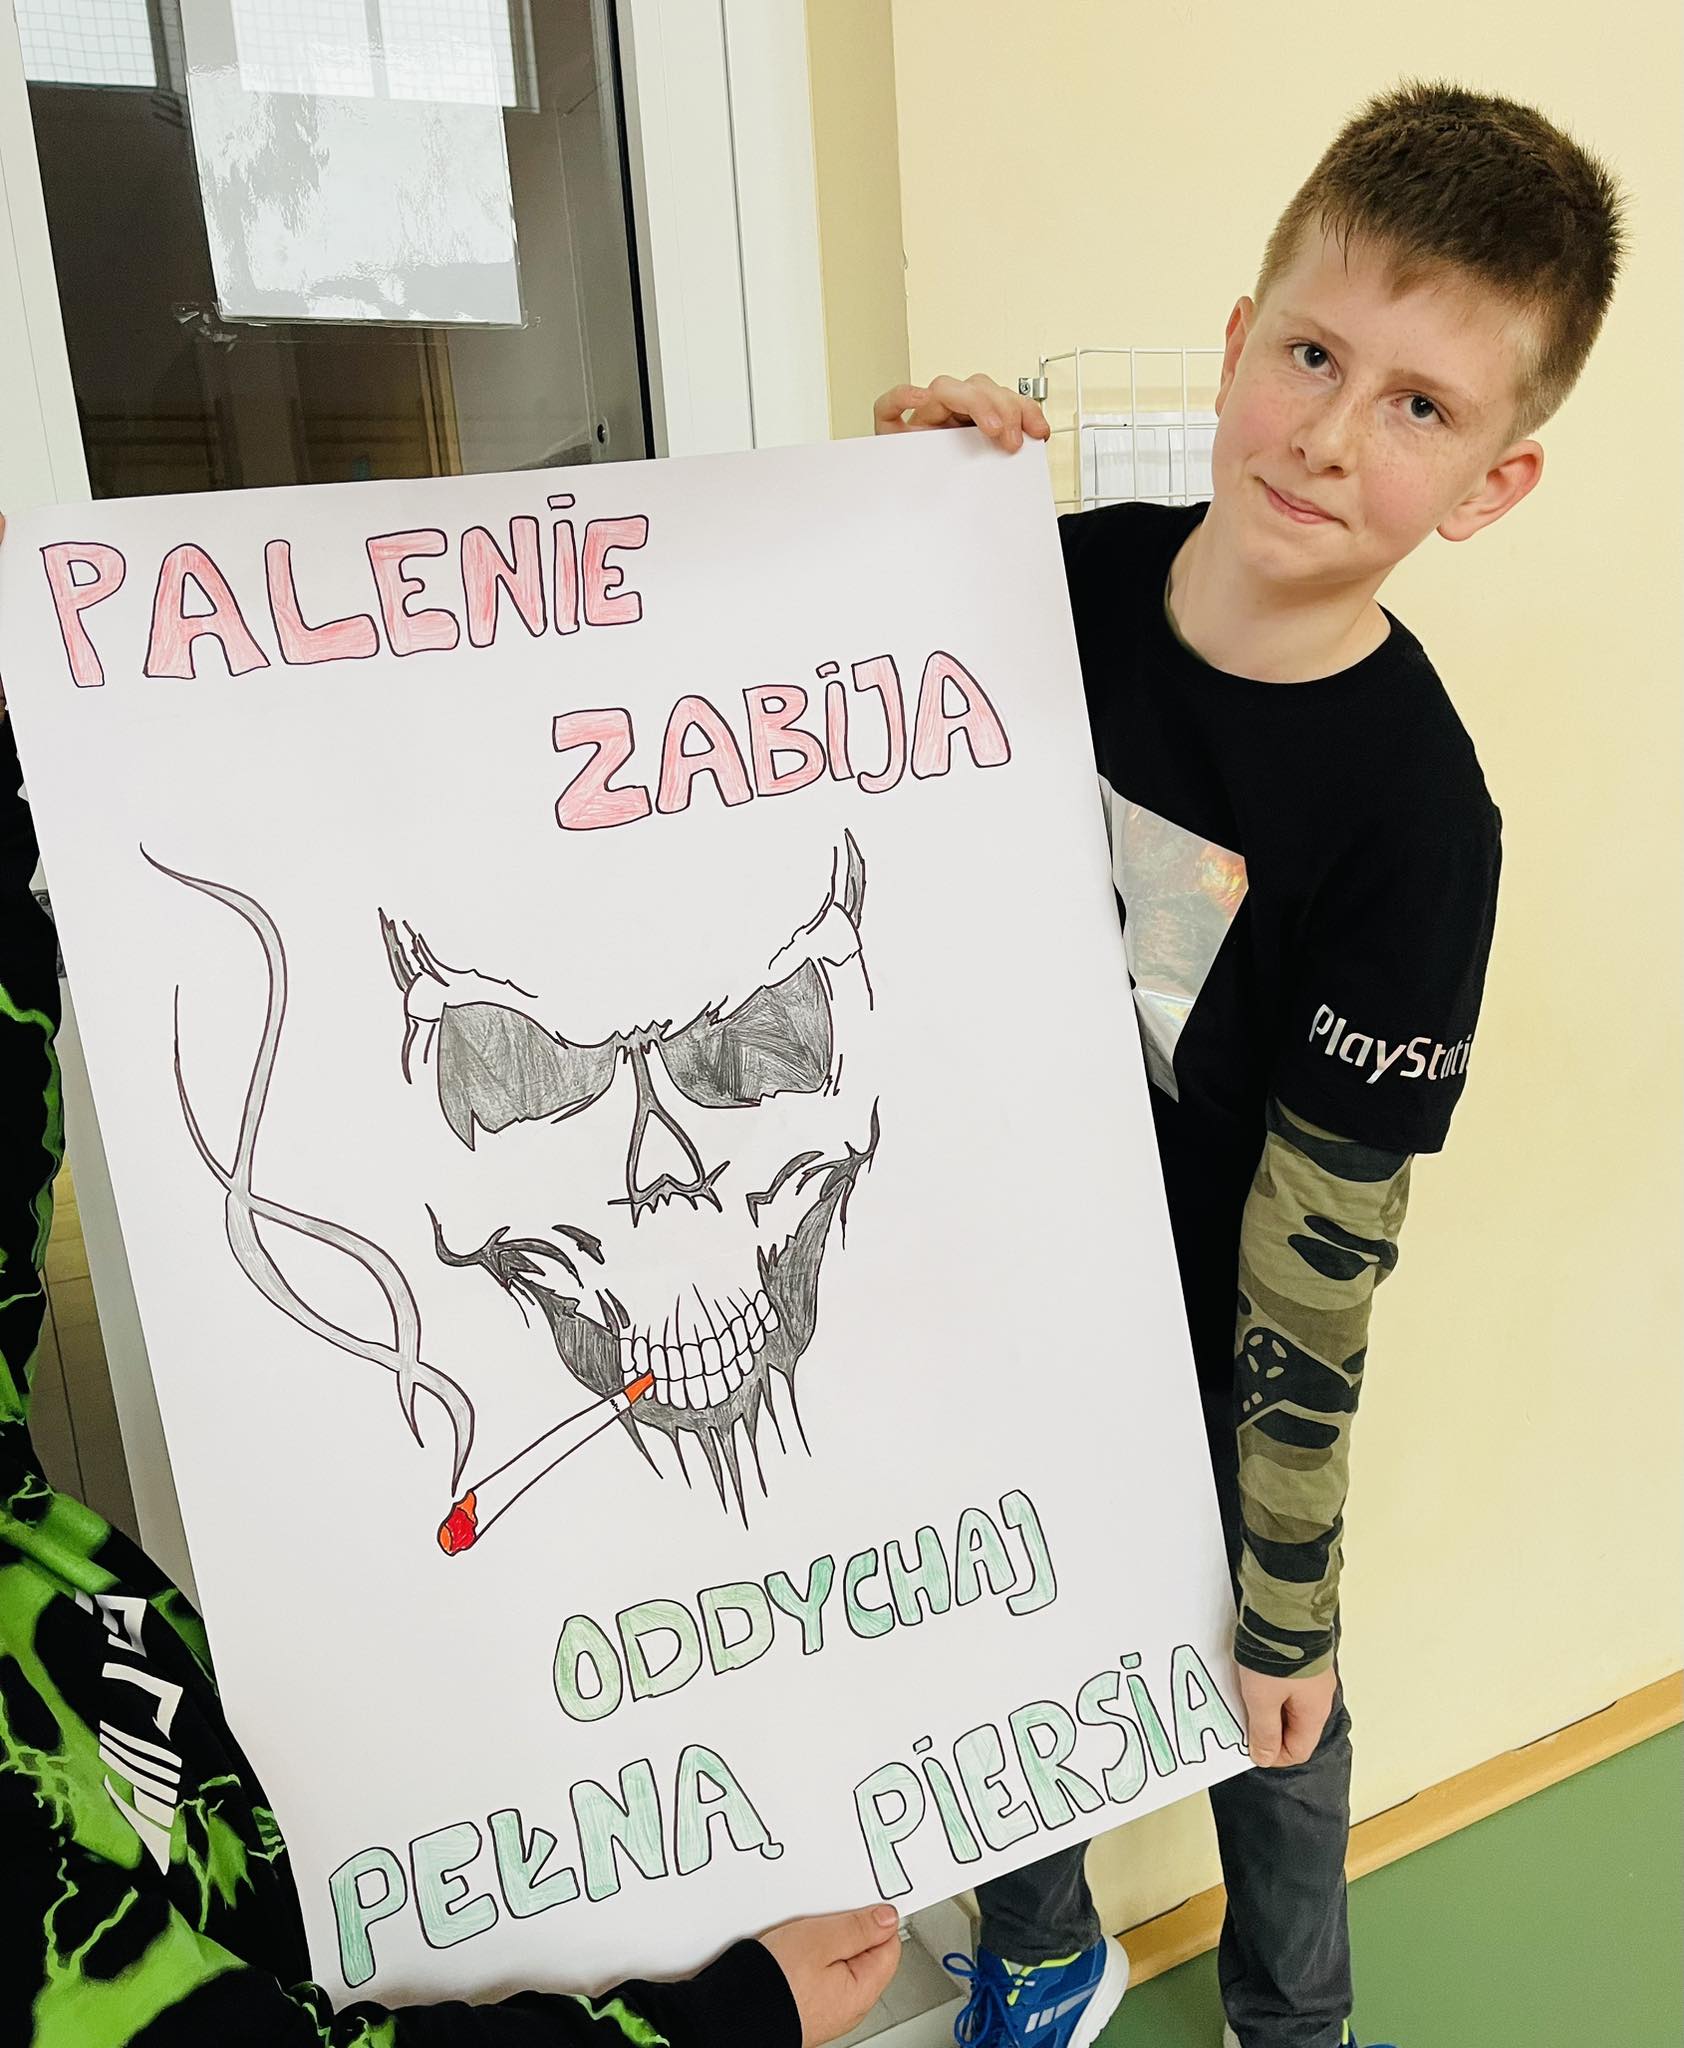 PALENIE
ZABIJA
ODDYCHAJ
PEŁNĄ PIERSIĄ
PlayStati